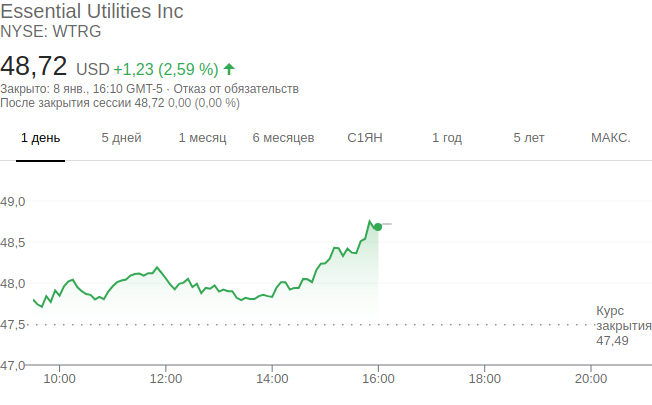 Essential Utilities Inc
NYSE: WTRG
48,72 USD +1,23 (2,59 %)
Закрыто: 8 янв., 16:10 GMT-5 · Отказ от обязательств
После закрытия сессии 48,72 0,00 (0,00 %)
1 день 5 дней 1 месяц 6 месяцев С1ЯН 1 год 5 лет МАКС.
49,0
48,5
48,0
47,5
Курс
закрытия
47,49
47,0
10:00 12:00 14:00 16:00 18:00 20:00